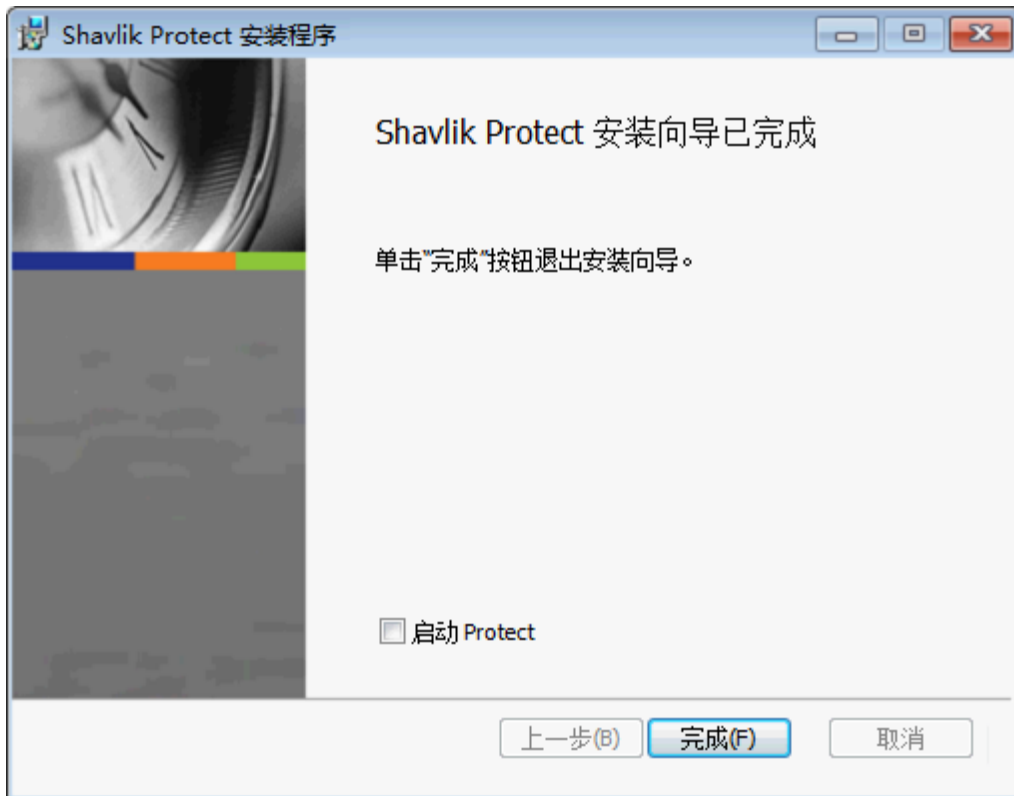 Shavlik Protect 安装程序
Shavlik Protect 安装向导已完成
单击"完成"按钮退出安装向导。
启动 Protect
上一步(B) 完成(F) 取消